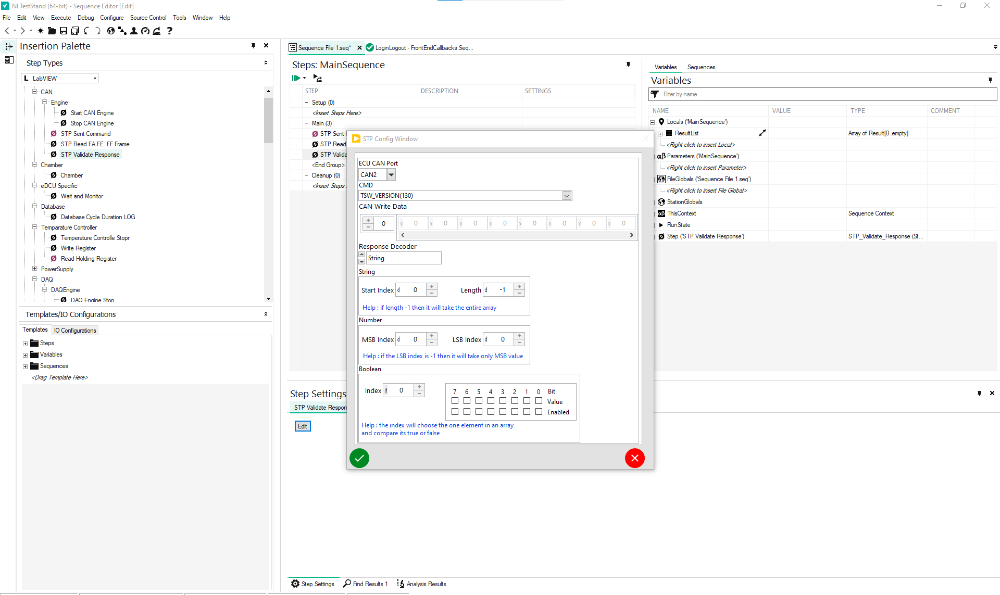 NI TestStand (64-bit) - Sequence Editor [Edit]
File Edit View Execute Debug Configure Source Control Tools Window Help
Insertion Palette
Step Types
LabVIEW
CAN
Engine
Start CAN Engine
Stop CAN Engine
STP Sent Command
STP Read FA FE FF Frame
STP Validate Response
Chamber
Chamber
eDCU Specific
Wait and Monitor
Database
Database Cycle Duration LOG
Temparature Controller
Temperature Controlle Stopr
Write Register
Read Holding Register
PowerSupply
DAQ
DAQEngine
DAQ Engine Stop
Templates/IO Configurations
Templates IO Configurations
Steps
Variables
Sequences
<Drag Template Here>
Sequence File 1.seq* LoginLogout - FrontEndCallbacks.Seq...
Steps: MainSequence
STEP DESCRIPTION SETTINGS
Setup (0)
<Insert Steps Here>
Main (3)
STP Sent
STP Read
STP Valida
<End Group>
Cleanup (0)
<Insert Steps
STP Config Window
ECU CAN Port
CAN2
CMD
TSW_VERSION(130)
CAN Write Data
0 x 0 x 0 x 0 x 0 x 0 x 0 x 0 x 0
Response Decoder
String
String
Start Index d 0 Length d -1
Help : if length -1 then it will take the entire array
Number
MSB Index d 0 LSB Index d 0
Help : if the LSB index is -1 then it will take only MSB value
Boolean
Index d 0
7 6 5 4 3 2 1 0 Bit
Value
Enabled
Help : the index will choose the one element in an array
and compare its true or false
Variables Sequences
Variables
Filter by name
NAME VALUE TYPE COMMENT
Locals ('MainSequence')
ResultList Array of Result[0..empty]
<Right click to insert Local>
αβ Parameters ('MainSequence')
<Right click to insert Parameter>
FileGlobals ('Sequence File 1.seq')
<Right click to insert File Global>
StationGlobals
αβ ThisContext Sequence Context
RunState
Step ('STP Validate Response') STP_Validate_Response (St...
Step Settings
STP Validate Respon
Edit
Step Settings Find Results 1 Analysis Results